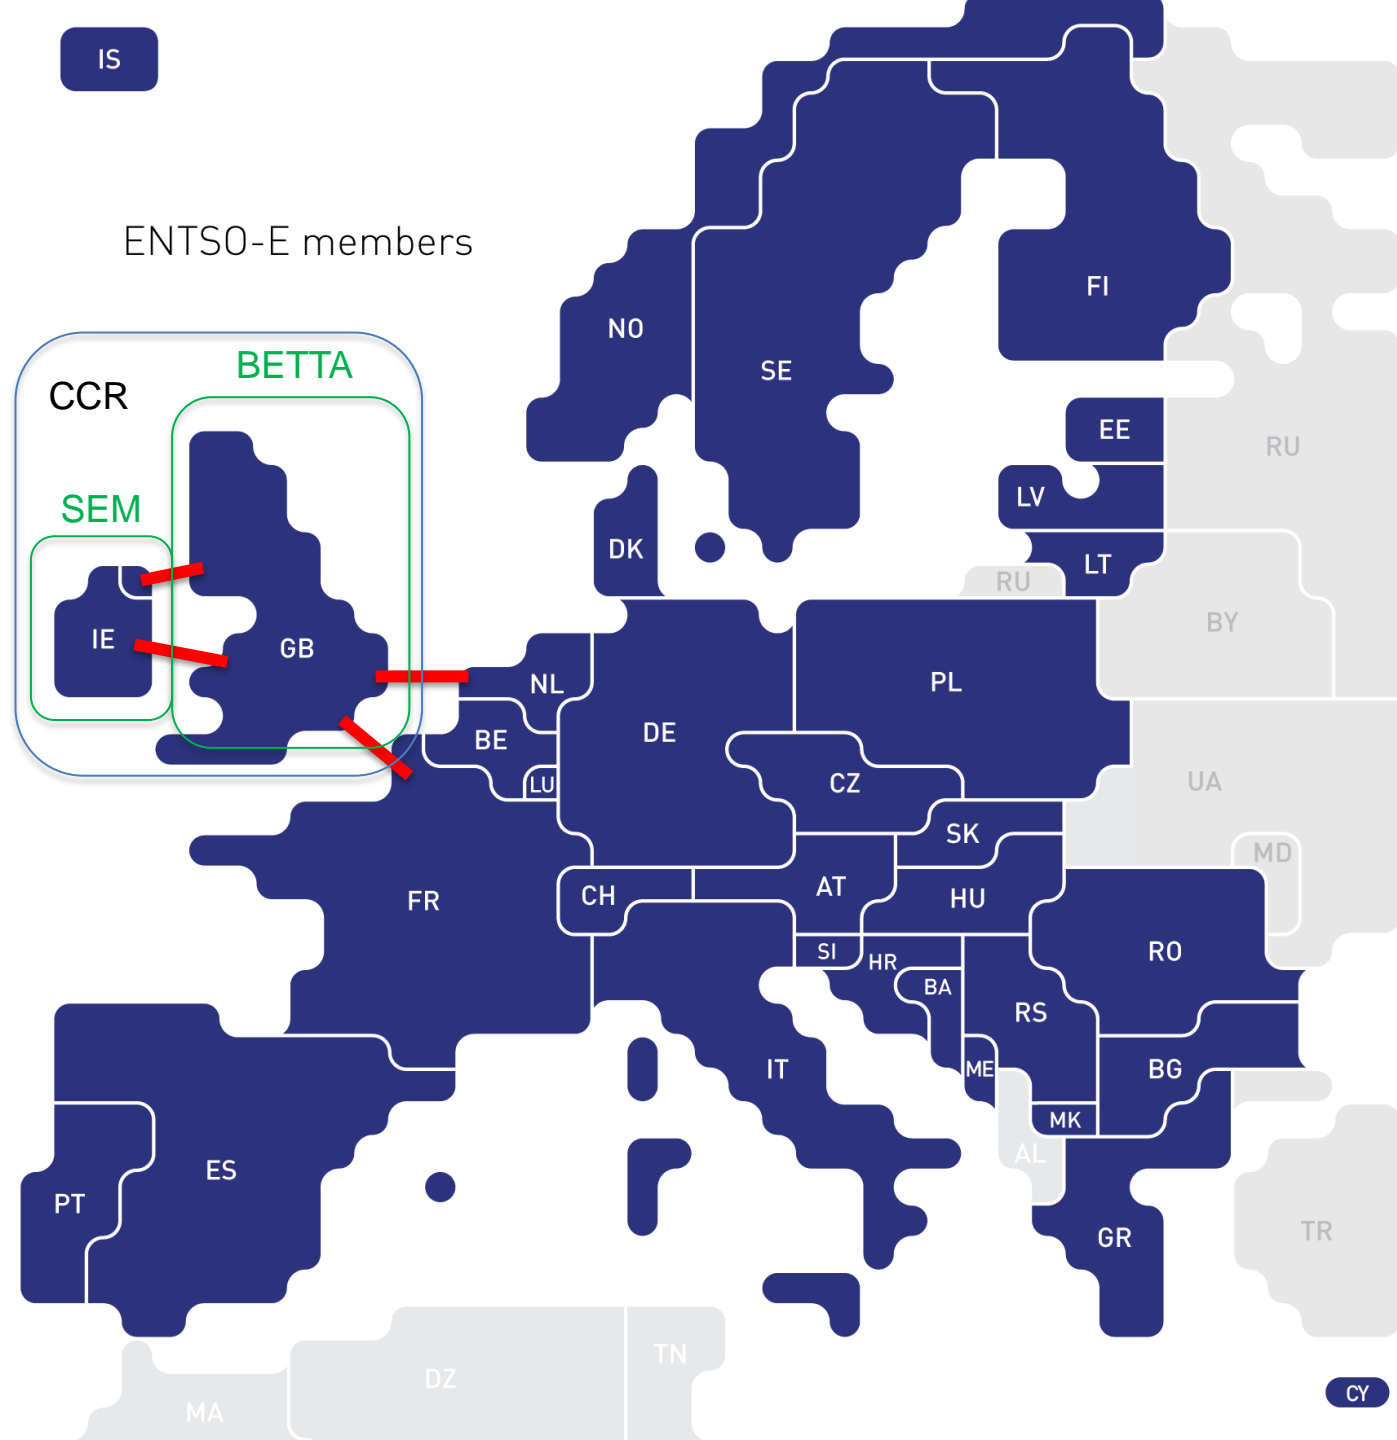 IS
ENTSO-E members
FI
NO
BETTA
SE
CCR
EE
RU
LV
SEM
DK
LT
RU
BY
IE
GB
NL
PL
DE
BE
CZ
LU
UA
SK
MD
AT
CH
HU
FR
SI
HR
RO
BA
RS
IT
ME
BG
MK
AL
ES
PT
TR
GR
TN
DZ
CY
MA